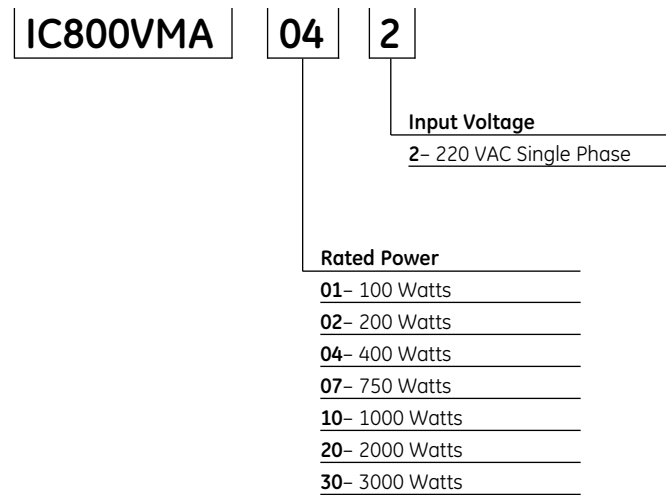 IC800VMA 04 2
Input Voltage
2– 220 VAC Single Phase
Rated Power
01– 100 Watts
02– 200 Watts
04– 400 Watts
07– 750 Watts
10– 1000 Watts
20– 2000 Watts
30– 3000 Watts